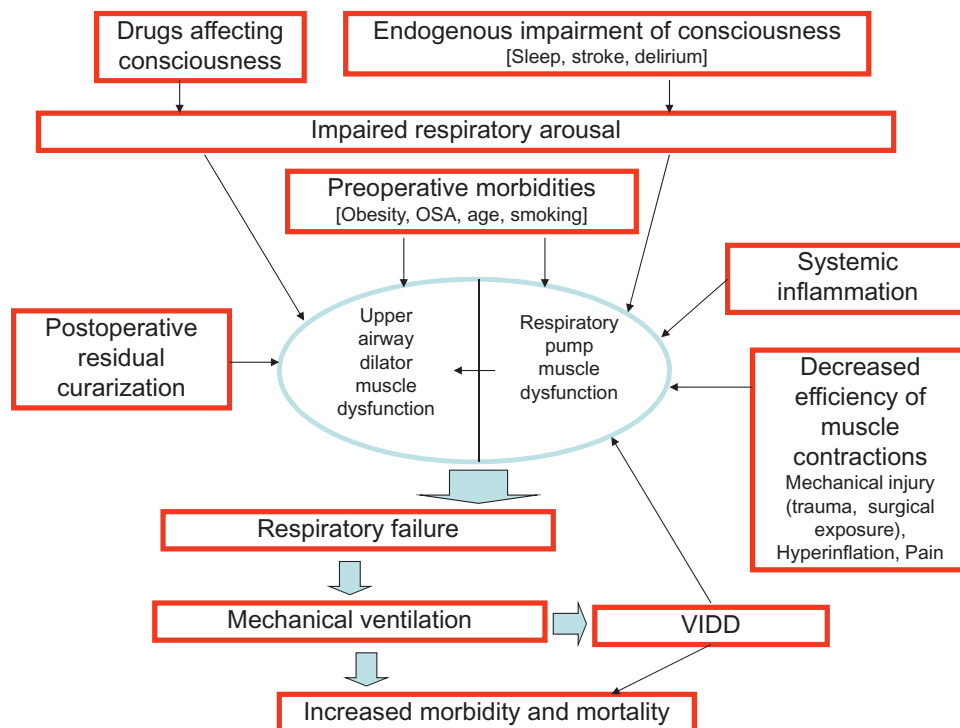 Drugs affecting
consciousness
Endogenous impairment of consciousness
[Sleep, stroke, delirium]
Impaired respiratory arousal
Preoperative morbidities
[Obesity, OSA, age, smoking]
Systemic
inflammation
Postoperative
residual
curarization
Upper
airway
dilator
muscle
dysfunction
Respiratory
pump
muscle
dysfunction
Decreased
efficiency of
muscle
contractions
Mechanical injury
(trauma, surgical
exposure),
Hyperinflation, Pain
Respiratory failure
Mechanical ventilation
VIDD
Increased morbidity and mortality